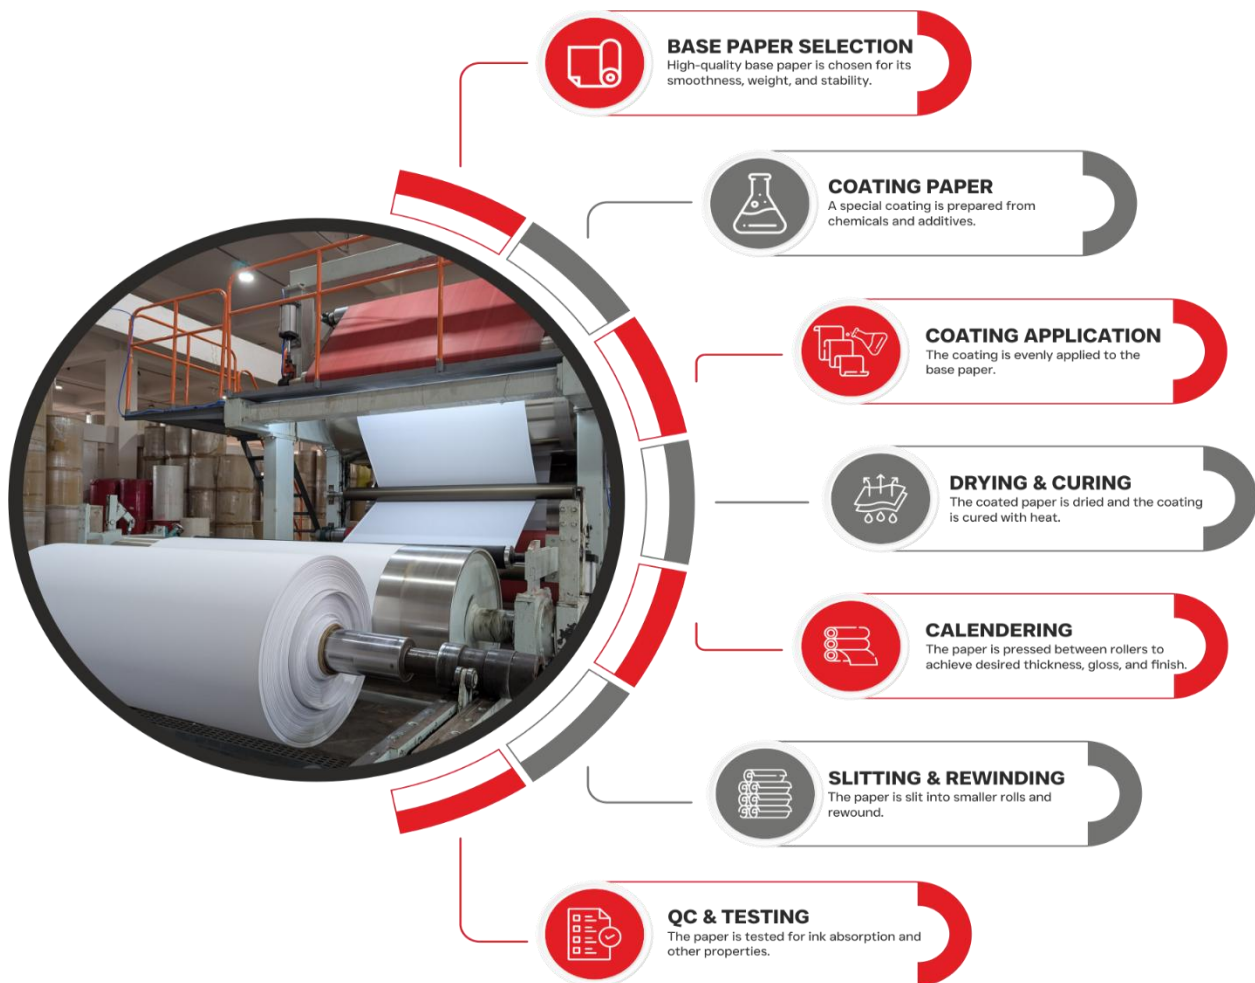 BASE PAPER SELECTION
High-quality base paper is chosen for its
smoothness, weight, and stability.
COATING PAPER
A special coating is prepared from
chemicals and additives.
COATING APPLICATION
The coating is evenly applied to the
base paper.
DRYING & CURING
The coated paper is dried and the coating
is cured with heat.
CALENDERING
The paper is pressed between rollers to
achieve desired thickness, gloss, and finish.
SLITTING & REWINDING
The paper is slit into smaller rolls and
rewound.
QC & TESTING
The paper is tested for ink absorption and
other properties.